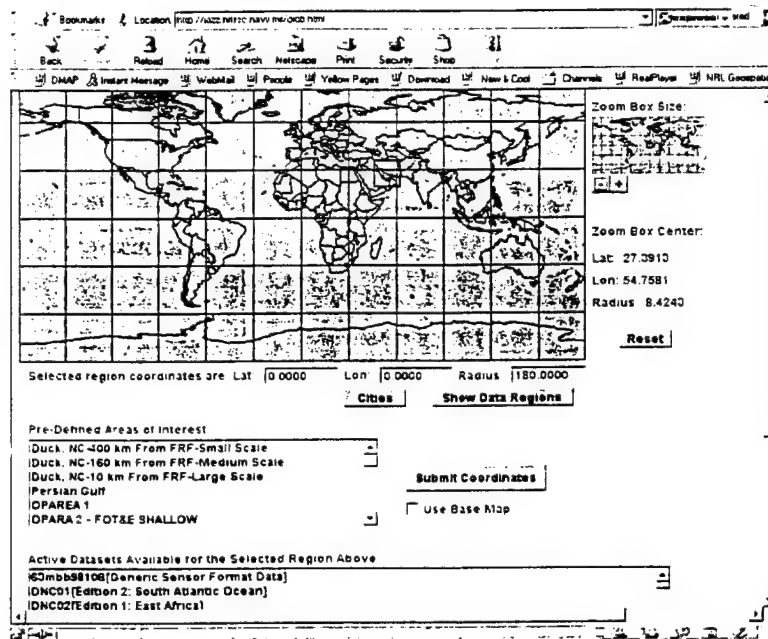 Bookmarks Location
Back Reload Home Search Netscape Print Security Shop
DMAP Instant Message WebMail People Yellow Pages Download New & Cool Channels RealPlayer NRL
Zoom Box Size:
- +
Zoom Box Center:
Lat: 27.3910
Lon: 54.7581
Radius 8.4240
Reset
Selected region coordinates are Lat: 0.0000 Lon: 0.0000 Radius 180.0000
Cities Show Data Regions
Pre-Defined Areas of Interest
Duck, NC-400 km From FRF-Small Scale
Duck, NC-160 km From FRF-Medium Scale
Duck, NC-10 km From FRF-Large Scale
Persian Gulf
OPAREA 1
OPARA 2 - FOT&E SHALLOW
Submit Coordinates
Use Base Map
Active Datasets Available for the Selected Region Above
[Generic Sensor Format Data]
DNC01[Edition 2: South Atlantic Ocean]
DNC02[Edition 1: East Africa]